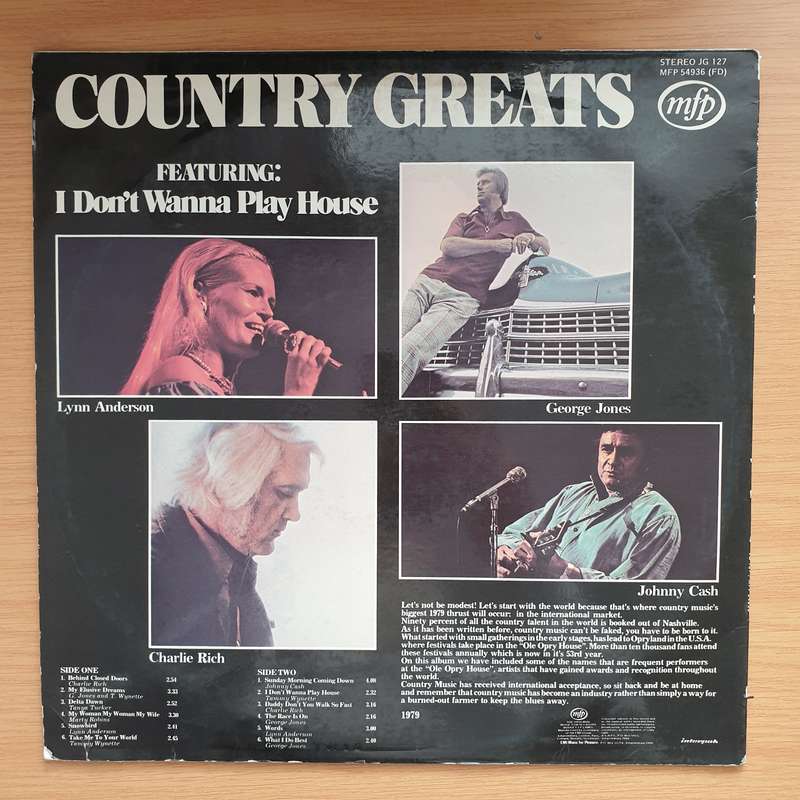 COUNTRY GREATS
STEREO JG 127
MFP 54936 (FD)
mfp
FEATURING:
I Don't Wanna Play House
Lynn Anderson
George Jones
Charlie Rich
Johnny Cash
SIDE ONE
1. Behind Closed Doors 2.54
Charlie Rich
2. My Elusive Dreams 3.33
G. Jones and T. Wynette
3. Delta Dawn 2.52
Tanya Tucker
4. My Woman My Woman My Wife 3.30
Marty Robins
5. Snowbird 2.41
Lynn Anderson
6. Take Me To Your World 2.45
Tammy Wynette
SIDE TWO
1. Sunday Morning Coming Down 4.08
Johnny Cash
2. I Don't Wanna Play House 2.32
Tammy Wynette
3. Daddy Don't You Walk So Fast 3.16
Charlie Rich
4. The Race Is On 2.16
George Jones
5. Words 3.00
Lynn Anderson
6. What I Do Best 2.40
George Jones
Let's not be modest! Let's start with the world because that's where country music's
biggest 1979 thrust will occur: in the international market.
Ninety percent of all the country talent in the world is booked out of Nashville.
As it has been written before, country music can't be faked, you have to be born to it.
What started with small gatherings in the early stages, has lead to Opryland in the U.S.A.
where festivals take place in the "Ole Opry House". More than ten thousand fans attend
these festivals annually which is now in it's 53rd year.
On this album we have included some of the names that are frequent performers
at the "Ole Opry House", artists that have gained awards and recognition throughout
the world.
Country Music has received international acceptance, so sit back and be at home
and remember that country music has become an industry rather than simply a way for
a burned-out farmer to keep the blues away.
1979
mfp
interpak